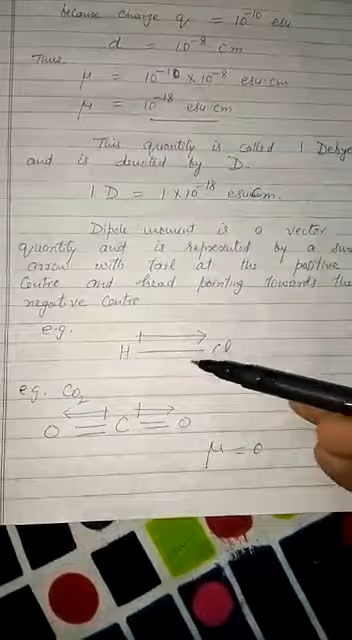 because charge q = 10⁻¹⁰ esu
d = 10⁻⁸ cm
Thus
μ = 10⁻¹⁰ × 10⁻⁸ esu cm
μ = 10⁻¹⁸ esu cm
This quantity is called 1 Debye
and is denoted by D.
1 D = 1 × 10⁻¹⁸ esu cm.
Dipole moment is a vector
quantity and is represented by a
arrow with tail at the positive
centre and head pointing towards the
negative centre
e.g.
H — Cl
eg. CO₂
O = C = O
μ = 0